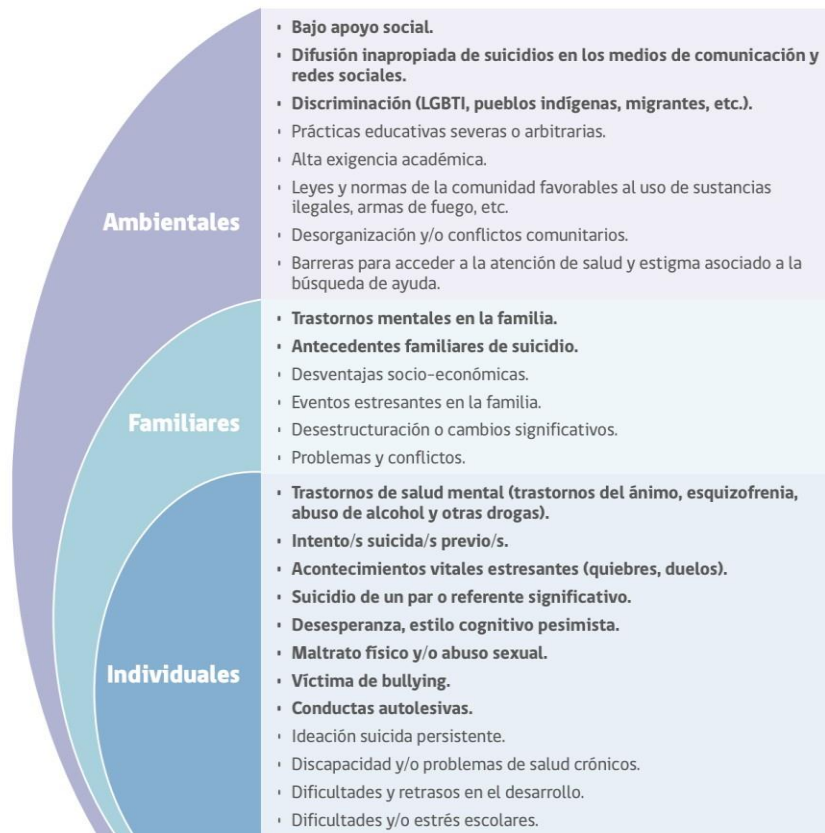 Ambientales
· Bajo apoyo social.
· Difusión inapropiada de suicidios en los medios de comunicación y
redes sociales.
· Discriminación (LGBTI, pueblos indígenas, migrantes, etc.).
· Prácticas educativas severas o arbitrarias.
· Alta exigencia académica.
· Leyes y normas de la comunidad favorables al uso de sustancias
ilegales, armas de fuego, etc.
· Desorganización y/o conflictos comunitarios.
· Barreras para acceder a la atención de salud y estigma asociado a la
búsqueda de ayuda.
Familiares
· Trastornos mentales en la familia.
· Antecedentes familiares de suicidio.
· Desventajas socio-económicas.
· Eventos estresantes en la familia.
· Desestructuración o cambios significativos.
· Problemas y conflictos.
Individuales
· Trastornos de salud mental (trastornos del ánimo, esquizofrenia,
abuso de alcohol y otras drogas).
· Intento/s suicida/s previo/s.
· Acontecimientos vitales estresantes (quiebres, duelos).
· Suicidio de un par o referente significativo.
· Desesperanza, estilo cognitivo pesimista.
· Maltrato físico y/o abuso sexual.
· Víctima de bullying.
· Conductas autolesivas.
· Ideación suicida persistente.
· Discapacidad y/o problemas de salud crónicos.
· Dificultades y retrasos en el desarrollo.
· Dificultades y/o estrés escolares.